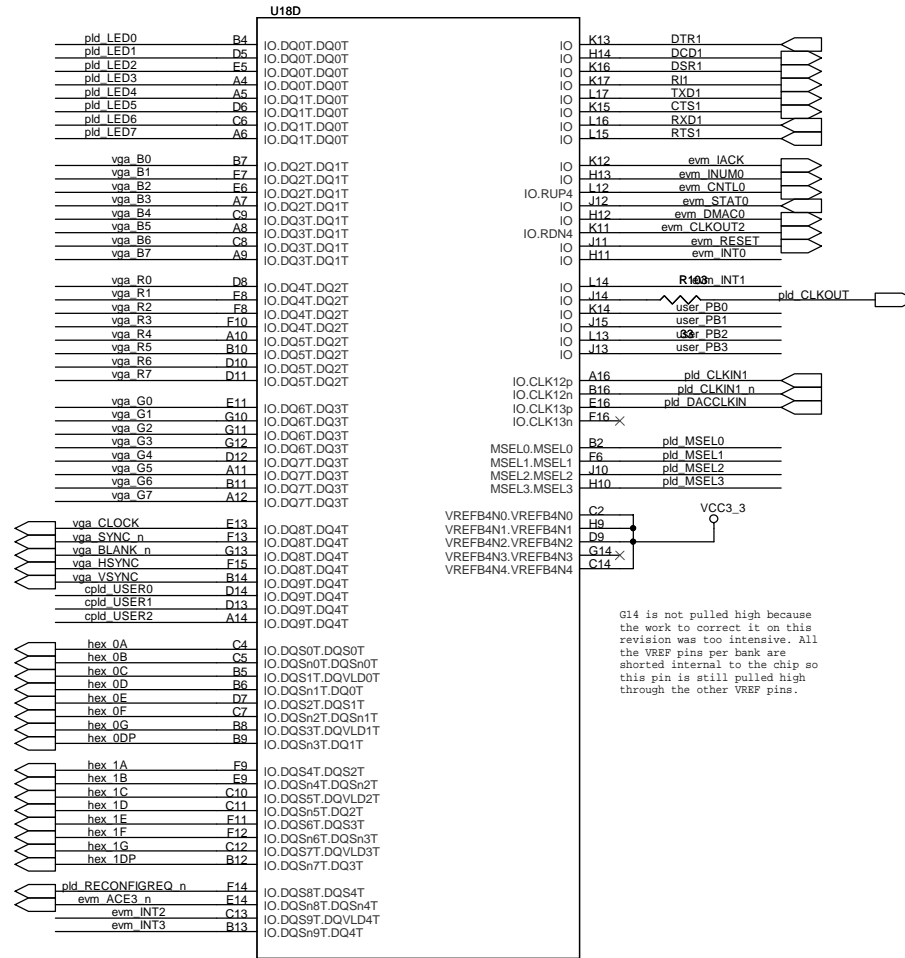 U18D
pld_LED0 B4 IO.DQ0T.DQ0T
pld_LED1 D5 IO.DQ0T.DQ0T
pld_LED2 E5 IO.DQ0T.DQ0T
pld_LED3 A4 IO.DQ0T.DQ0T
pld_LED4 A5 IO.DQ1T.DQ0T
pld_LED5 D6 IO.DQ1T.DQ0T
pld_LED6 C6 IO.DQ1T.DQ0T
pld_LED7 A6 IO.DQ1T.DQ0T
vga_B0 B7 IO.DQ2T.DQ1T
vga_B1 E7 IO.DQ2T.DQ1T
vga_B2 E6 IO.DQ2T.DQ1T
vga_B3 A7 IO.DQ2T.DQ1T
vga_B4 C9 IO.DQ3T.DQ1T
vga_B5 A8 IO.DQ3T.DQ1T
vga_B6 C8 IO.DQ3T.DQ1T
vga_B7 A9 IO.DQ3T.DQ1T
vga_R0 D8 IO.DQ4T.DQ2T
vga_R1 E8 IO.DQ4T.DQ2T
vga_R2 F8 IO.DQ4T.DQ2T
vga_R3 F10 IO.DQ4T.DQ2T
vga_R4 A10 IO.DQ5T.DQ2T
vga_R5 B10 IO.DQ5T.DQ2T
vga_R6 D10 IO.DQ5T.DQ2T
vga_R7 D11 IO.DQ5T.DQ2T
vga_G0 E11 IO.DQ6T.DQ3T
vga_G1 G10 IO.DQ6T.DQ3T
vga_G2 G11 IO.DQ6T.DQ3T
vga_G3 G12 IO.DQ6T.DQ3T
vga_G4 D12 IO.DQ7T.DQ3T
vga_G5 A11 IO.DQ7T.DQ3T
vga_G6 B11 IO.DQ7T.DQ3T
vga_G7 A12 IO.DQ7T.DQ3T
vga_CLOCK E13 IO.DQ8T.DQ4T
vga_SYNC_n F13 IO.DQ8T.DQ4T
vga_BLANK_n G13 IO.DQ8T.DQ4T
vga_HSYNC F15 IO.DQ8T.DQ4T
vga_VSYNC B14 IO.DQ9T.DQ4T
cpld_USER0 D14 IO.DQ9T.DQ4T
cpld_USER1 D13 IO.DQ9T.DQ4T
cpld_USER2 A14 IO.DQ9T.DQ4T
hex_0A C4 IO.DQS0T.DQS0T
hex_0B C5 IO.DQSn0T.DQSn0T
hex_0C B5 IO.DQS1T.DQVLD0T
hex_0D B6 IO.DQSn1T.DQ0T
hex_0E D7 IO.DQS2T.DQS1T
hex_0F C7 IO.DQSn2T.DQSn1T
hex_0G B8 IO.DQS3T.DQVLD1T
hex_0DP B9 IO.DQSn3T.DQ1T
hex_1A F9 IO.DQS4T.DQS2T
hex_1B E9 IO.DQSn4T.DQSn2T
hex_1C C10 IO.DQS5T.DQVLD2T
hex_1D C11 IO.DQSn5T.DQ2T
hex_1E F11 IO.DQS6T.DQS3T
hex_1F F12 IO.DQSn6T.DQSn3T
hex_1G C12 IO.DQS7T.DQVLD3T
hex_1DP B12 IO.DQSn7T.DQ3T
pld_RECONFIGREQ_n F14 IO.DQS8T.DQS4T
evm_ACE3_n E14 IO.DQSn8T.DQSn4T
evm_INT2 C13 IO.DQS9T.DQVLD4T
evm_INT3 B13 IO.DQSn9T.DQ4T
IO K13 DTR1
IO H14 DCD1
IO K16 DSR1
IO K17 RI1
IO L17 TXD1
IO K15 CTS1
IO L16 RXD1
IO L15 RTS1
IO K12 evm_IACK
IO H13 evm_INUM0
IO.RUP4 L12 evm_CNTL0
IO J12 evm_STAT0
IO H12 evm_DMAC0
IO.RDN4 K11 evm_CLKOUT2
IO J11 evm_RESET
IO H11 evm_INT0
IO L14 R103 evm_INT1
IO J14 pld_CLKOUT
IO K14 user_PB0
IO J15 user_PB1
IO L13 33 user_PB2
IO J13 user_PB3
IO.CLK12p A16 pld_CLKIN1
IO.CLK12n B16 pld_CLKIN1_n
IO.CLK13p E16 pld_DACCLKIN
IO.CLK13n F16
MSEL0.MSEL0 B2 pld_MSEL0
MSEL1.MSEL1 F6 pld_MSEL1
MSEL2.MSEL2 J10 pld_MSEL2
MSEL3.MSEL3 H10 pld_MSEL3
VCC3_3
VREFB4N0.VREFB4N0 C2
VREFB4N1.VREFB4N1 H9
VREFB4N2.VREFB4N2 D9
VREFB4N3.VREFB4N3 G14
VREFB4N4.VREFB4N4 C14
G14 is not pulled high because
the work to correct it on this
revision was too intensive. All
the VREF pins per bank are
shorted internal to the chip so
this pin is still pulled high
through the other VREF pins.